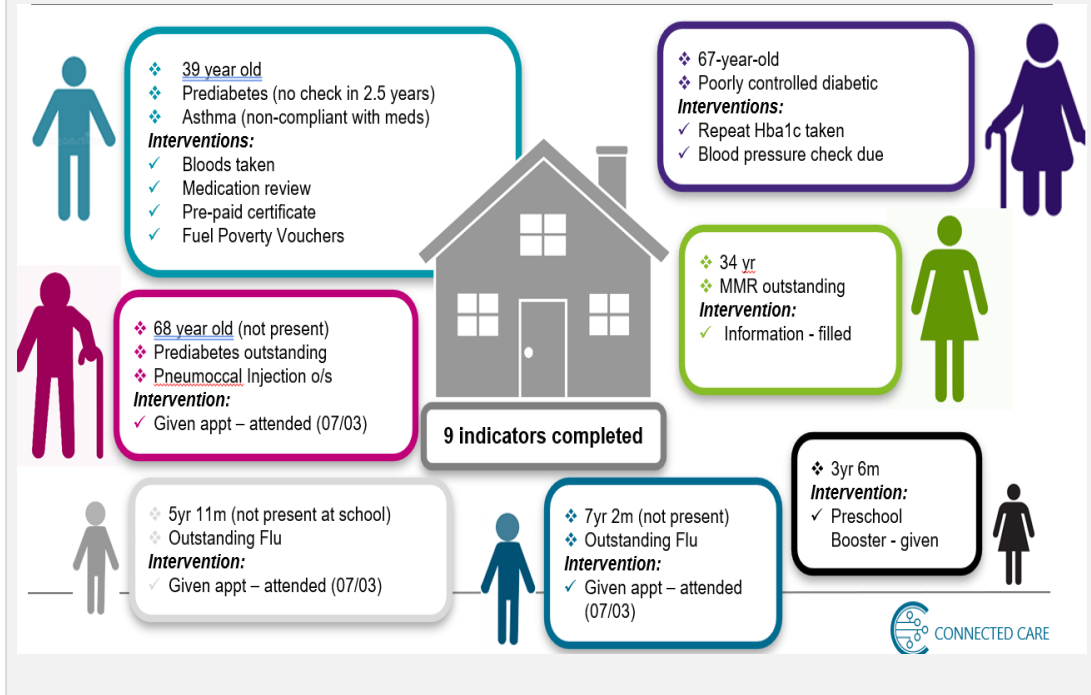 39 year old
Prediabetes (no check in 2.5 years)
Asthma (non-compliant with meds)
Interventions:
Bloods taken
Medication review
Pre-paid certificate
Fuel Poverty Vouchers
67-year-old
Poorly controlled diabetic
Interventions:
Repeat Hba1c taken
Blood pressure check due
34 yr
MMR outstanding
Intervention:
Information - filled
68 year old (not present)
Prediabetes outstanding
Pneumoccal Injection o/s
Intervention:
Given appt – attended (07/03)
9 indicators completed
5yr 11m (not present at school)
Outstanding Flu
Intervention:
Given appt – attended (07/03)
7yr 2m (not present)
Outstanding Flu
Intervention:
Given appt – attended
(07/03)
3yr 6m
Intervention:
Preschool
Booster - given
CONNECTED CARE